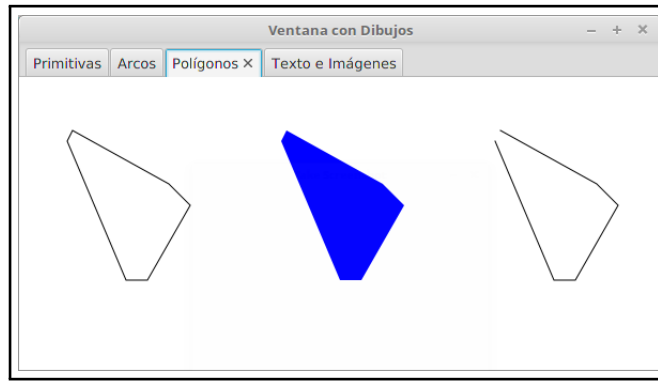 Ventana con Dibujos
Primitivas Arcos Polígonos Texto e Imágenes